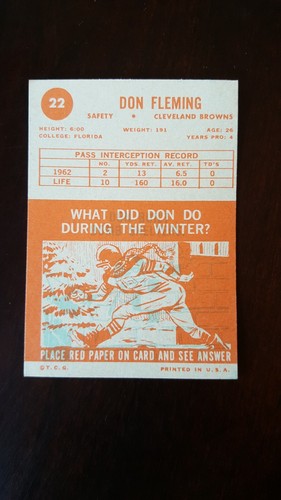 22
DON FLEMING
SAFETY • CLEVELAND BROWNS
HEIGHT: 6:00 WEIGHT: 191 AGE: 26
COLLEGE: FLORIDA YEARS PRO: 4
PASS INTERCEPTION RECORD
NO. YDS. RET. AV. RET. TD'S
1962 2 13 6.5 0
LIFE 10 160 16.0 0
WHAT DID DON DO
DURING THE WINTER?
PLACE RED PAPER ON CARD AND SEE ANSWER
©T.C.G. PRINTED IN U.S.A.